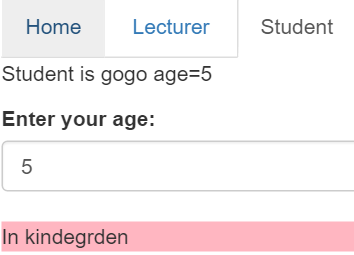 Home Lecturer Student
Student is gogo age=5
Enter your age:
5
In kindegrden